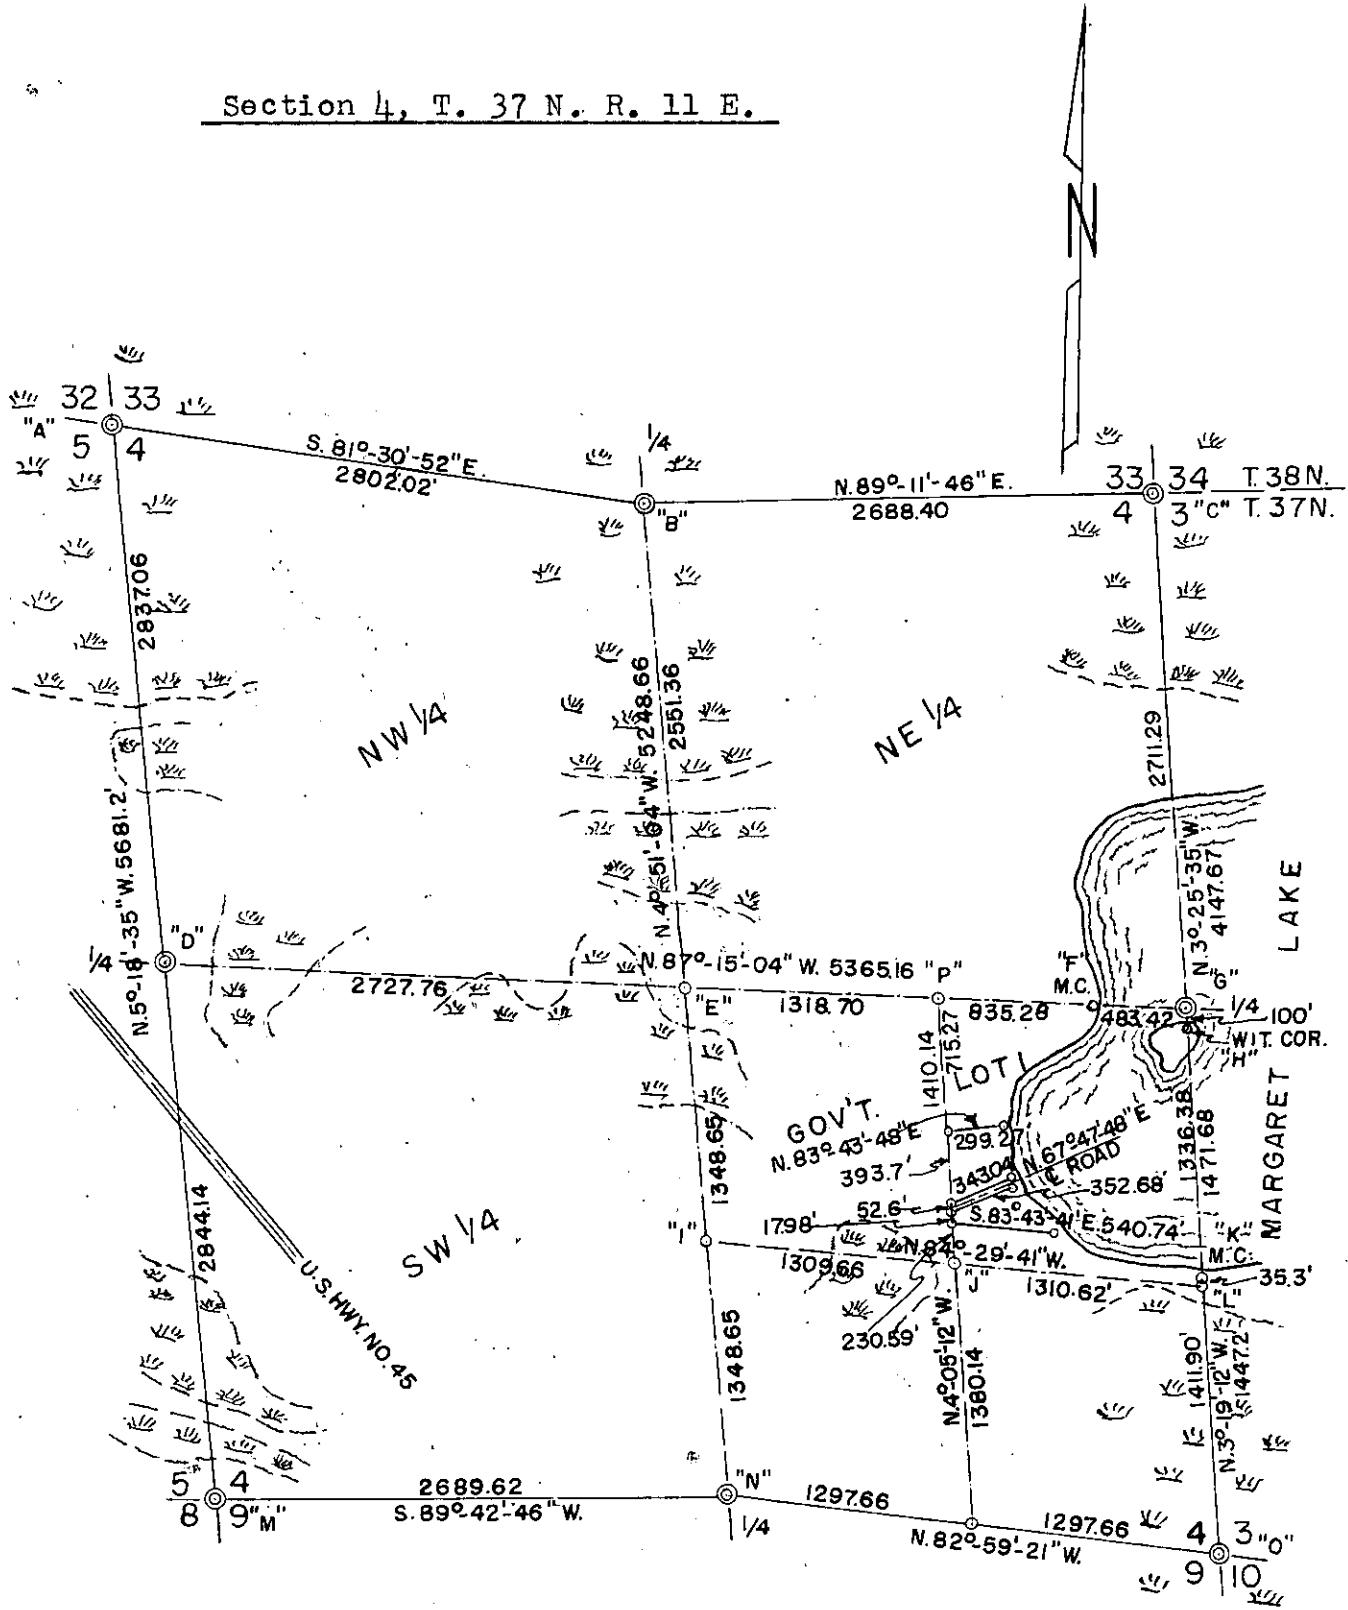 Section 4, T. 37 N. R. 11 E.
N
32 33
"A"
5 4
S. 81°-30'-52" E.
2802.02'
1/4
"B"
N. 89°-11'-46" E.
2688.40
33 34 T. 38 N.
4 3 "C" T. 37 N.
2837.06
N. 5°-18'-35" W. 5681.2'
NW 1/4
N. 4°-51'-04" W. 5248.66
2551.36
NE 1/4
2711.29
N. 3°-25'-35" W.
4147.67
LAKE
MARGARET
1/4
"D"
2727.76
N. 87°-15'-04" W. 5365.16
"E"
1318.70
"P"
835.28
"F"
M.C.
483.42
"G"
1/4
100'
WIT. COR.
"H"
1410.14
715.27
GOV'T. LOT 1
N. 83°-43'-48" E
299.27
393.7'
343.04
N. 67°47'48" E
℄ ROAD
352.68'
52.6'
17.98'
S. 83°-43'-41" E. 540.74'
1336.38
1471.68
"K"
M.C.
35.3'
"L"
1348.65
"I"
N. 84°-29'-41" W.
1309.66
"J"
1310.62'
230.59'
SW 1/4
2844.14
U.S. HWY. NO. 45
1348.65
N. 4°-05'-12" W.
1380.14
1411.90'
N. 3°-19'-12" W.
1447.2'
5 4
8 9 "M"
2689.62
S. 89°-42'-46" W.
"N"
1/4
1297.66
N. 82°-59'-21" W.
1297.66
4 3 "O"
9 10